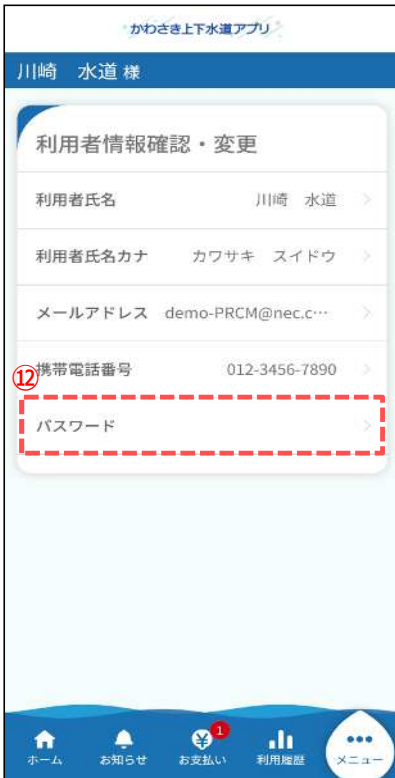 かわさき上下水道アプリ
川崎　水道 様
利用者情報確認・変更
利用者氏名 川崎　水道
利用者氏名カナ カワサキ　スイドウ
メールアドレス demo-PRCM@nec.c…
携帯電話番号 012-3456-7890
⑫
パスワード
1
ホーム お知らせ お支払い 利用履歴 メニュー